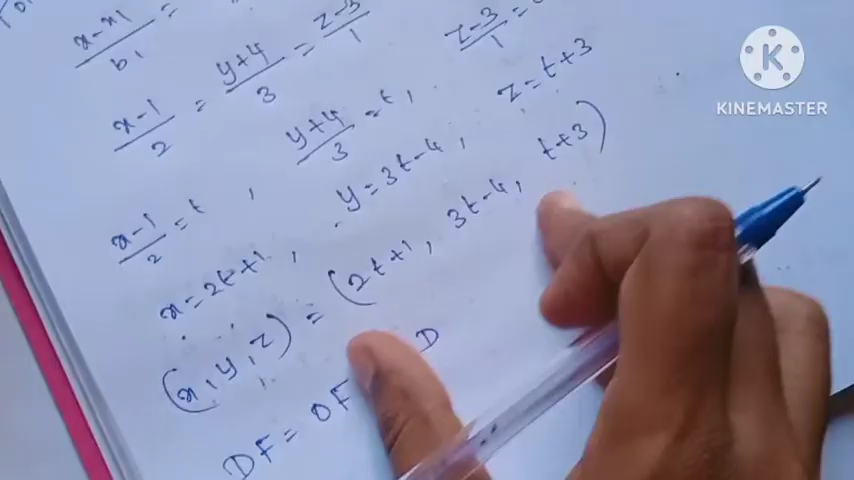 x-x1/b1 =
x-1/2 = y+4/3 = z-3/1
x-1/2 = t , y+4/3 = t , z-3/1 =
x = 2t+1 , y = 3t-4 , z = t+3
(x, y, z) = (2t+1, 3t-4, t+3)
DF = OF D
KINEMASTER